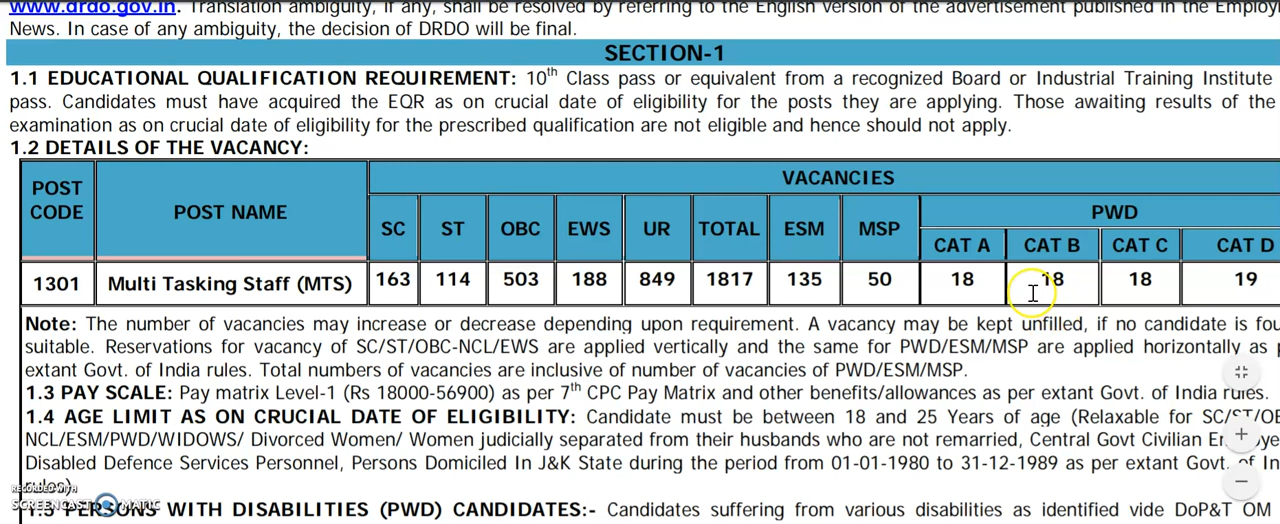 www.drdo.gov.in. Translation ambiguity, if any, shall be resolved by referring to the English version of the advertisement published in the
News. In case of any ambiguity, the decision of DRDO will be final.
SECTION-1
1.1 EDUCATIONAL QUALIFICATION REQUIREMENT: 10th Class pass or equivalent from a recognized Board or Industrial Training Institute
pass. Candidates must have acquired the EQR as on crucial date of eligibility for the posts they are applying. Those awaiting results of the
examination as on crucial date of eligibility for the prescribed qualification are not eligible and hence should not apply.
1.2 DETAILS OF THE VACANCY:
POST CODE POST NAME VACANCIES
SC ST OBC EWS UR TOTAL ESM MSP PWD
CAT A CAT B CAT C CAT D
1301 Multi Tasking Staff (MTS) 163 114 503 188 849 1817 135 50 18 18 18 19
Note: The number of vacancies may increase or decrease depending upon requirement. A vacancy may be kept unfilled, if no candidate is
suitable. Reservations for vacancy of SC/ST/OBC-NCL/EWS are applied vertically and the same for PWD/ESM/MSP are applied horizontally as
extant Govt. of India rules. Total numbers of vacancies are inclusive of number of vacancies of PWD/ESM/MSP.
1.3 PAY SCALE: Pay matrix Level-1 (Rs 18000-56900) as per 7th CPC Pay Matrix and other benefits/allowances as per extant Govt. of India rules.
1.4 AGE LIMIT AS ON CRUCIAL DATE OF ELIGIBILITY: Candidate must be between 18 and 25 Years of age (Relaxable for
NCL/ESM/PWD/WIDOWS/ Divorced Women/ Women judicially separated from their husbands who are not remarried, Central Govt Civilian
Disabled Defence Services Personnel, Persons Domiciled In J&K State during the period from 01-01-1980 to 31-12-1989 as per extant Govt. of
rules).
RECORDED WITH
SCREENCAST MATIC
1.5 PERSONS WITH DISABILITIES (PWD) CANDIDATES:- Candidates suffering from various disabilities as identified vide DoP&T OM